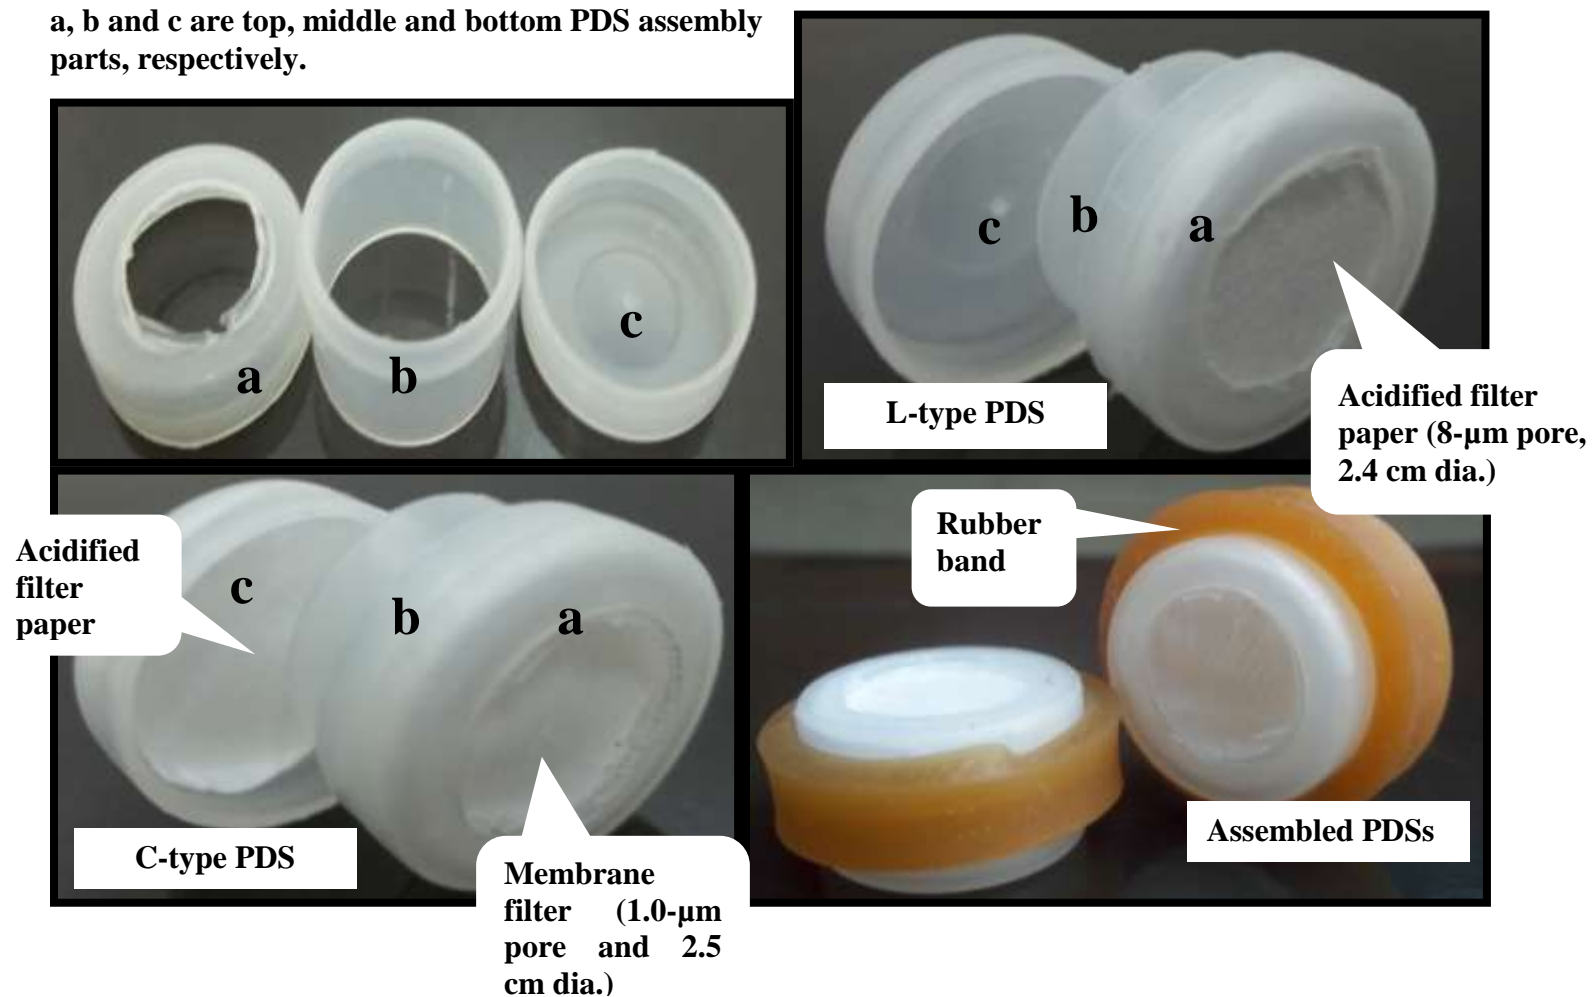 a, b and c are top, middle and bottom PDS assembly
parts, respectively.
a
b
c
c
b
a
L-type PDS
Acidified filter
paper (8-µm pore,
2.4 cm dia.)
Acidified
filter
paper
c
b
a
C-type PDS
Membrane
filter (1.0-µm
pore and 2.5
cm dia.)
Rubber
band
Assembled PDSs